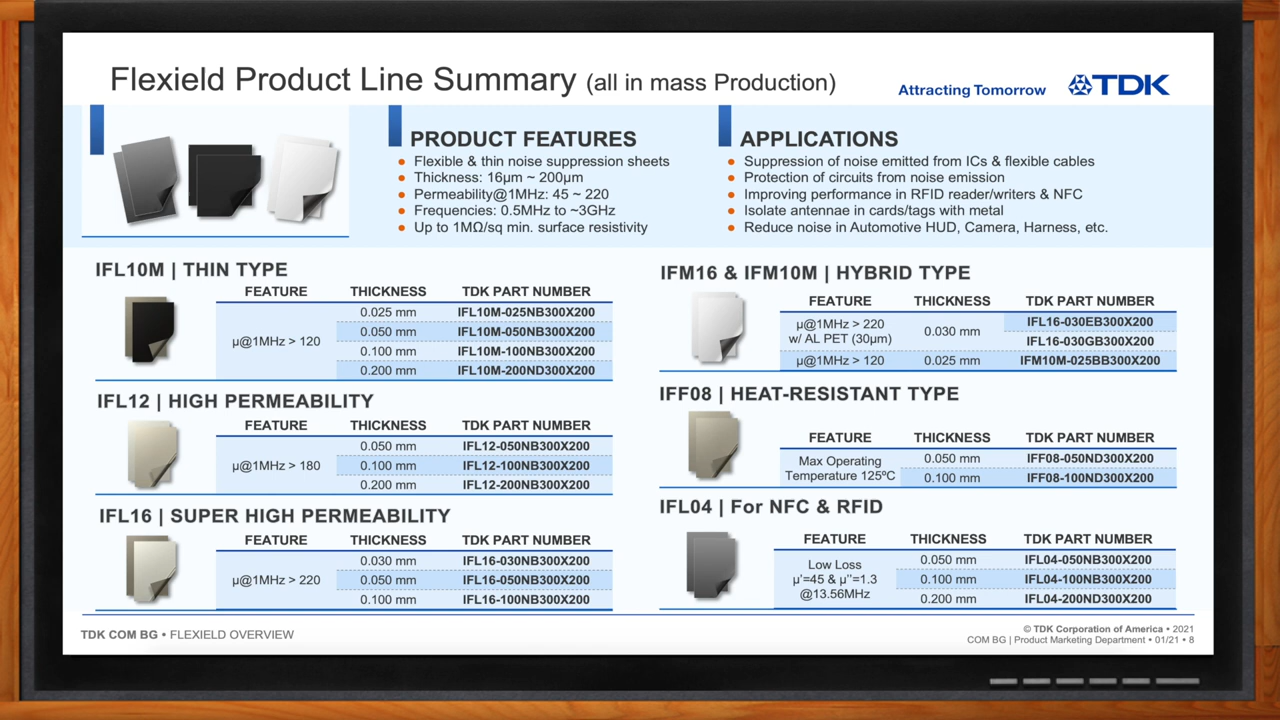 Flexield Product Line Summary (all in mass Production)
Attracting Tomorrow
TDK
PRODUCT FEATURES
● Flexible & thin noise suppression sheets
● Thickness: 16µm ~ 200µm
● Permeability@1MHz: 45 ~ 220
● Frequencies: 0.5MHz to ~3GHz
● Up to 1MΩ/sq min. surface resistivity
APPLICATIONS
● Suppression of noise emitted from ICs & flexible cables
● Protection of circuits from noise emission
● Improving performance in RFID reader/writers & NFC
● Isolate antennae in cards/tags with metal
● Reduce noise in Automotive HUD, Camera, Harness, etc.
IFL10M | THIN TYPE
FEATURE THICKNESS TDK PART NUMBER
µ@1MHz > 120
0.025 mm IFL10M-025NB300X200
0.050 mm IFL10M-050NB300X200
0.100 mm IFL10M-100NB300X200
0.200 mm IFL10M-200ND300X200
IFL12 | HIGH PERMEABILITY
FEATURE THICKNESS TDK PART NUMBER
µ@1MHz > 180
0.050 mm IFL12-050NB300X200
0.100 mm IFL12-100NB300X200
0.200 mm IFL12-200NB300X200
IFL16 | SUPER HIGH PERMEABILITY
FEATURE THICKNESS TDK PART NUMBER
µ@1MHz > 220
0.030 mm IFL16-030NB300X200
0.050 mm IFL16-050NB300X200
0.100 mm IFL16-100NB300X200
IFM16 & IFM10M | HYBRID TYPE
FEATURE THICKNESS TDK PART NUMBER
µ@1MHz > 220
w/ AL PET (30µm)
0.030 mm
IFL16-030EB300X200
IFL16-030GB300X200
µ@1MHz > 120 0.025 mm IFM10M-025BB300X200
IFF08 | HEAT-RESISTANT TYPE
FEATURE THICKNESS TDK PART NUMBER
Max Operating
Temperature 125ºC
0.050 mm IFF08-050ND300X200
0.100 mm IFF08-100ND300X200
IFL04 | For NFC & RFID
FEATURE THICKNESS TDK PART NUMBER
Low Loss
µ'=45 & µ''=1.3
@13.56MHz
0.050 mm IFL04-050NB300X200
0.100 mm IFL04-100NB300X200
0.200 mm IFL04-200ND300X200
TDK COM BG • FLEXIELD OVERVIEW
© TDK Corporation of America • 2021
COM BG | Product Marketing Department • 01/21 • 8